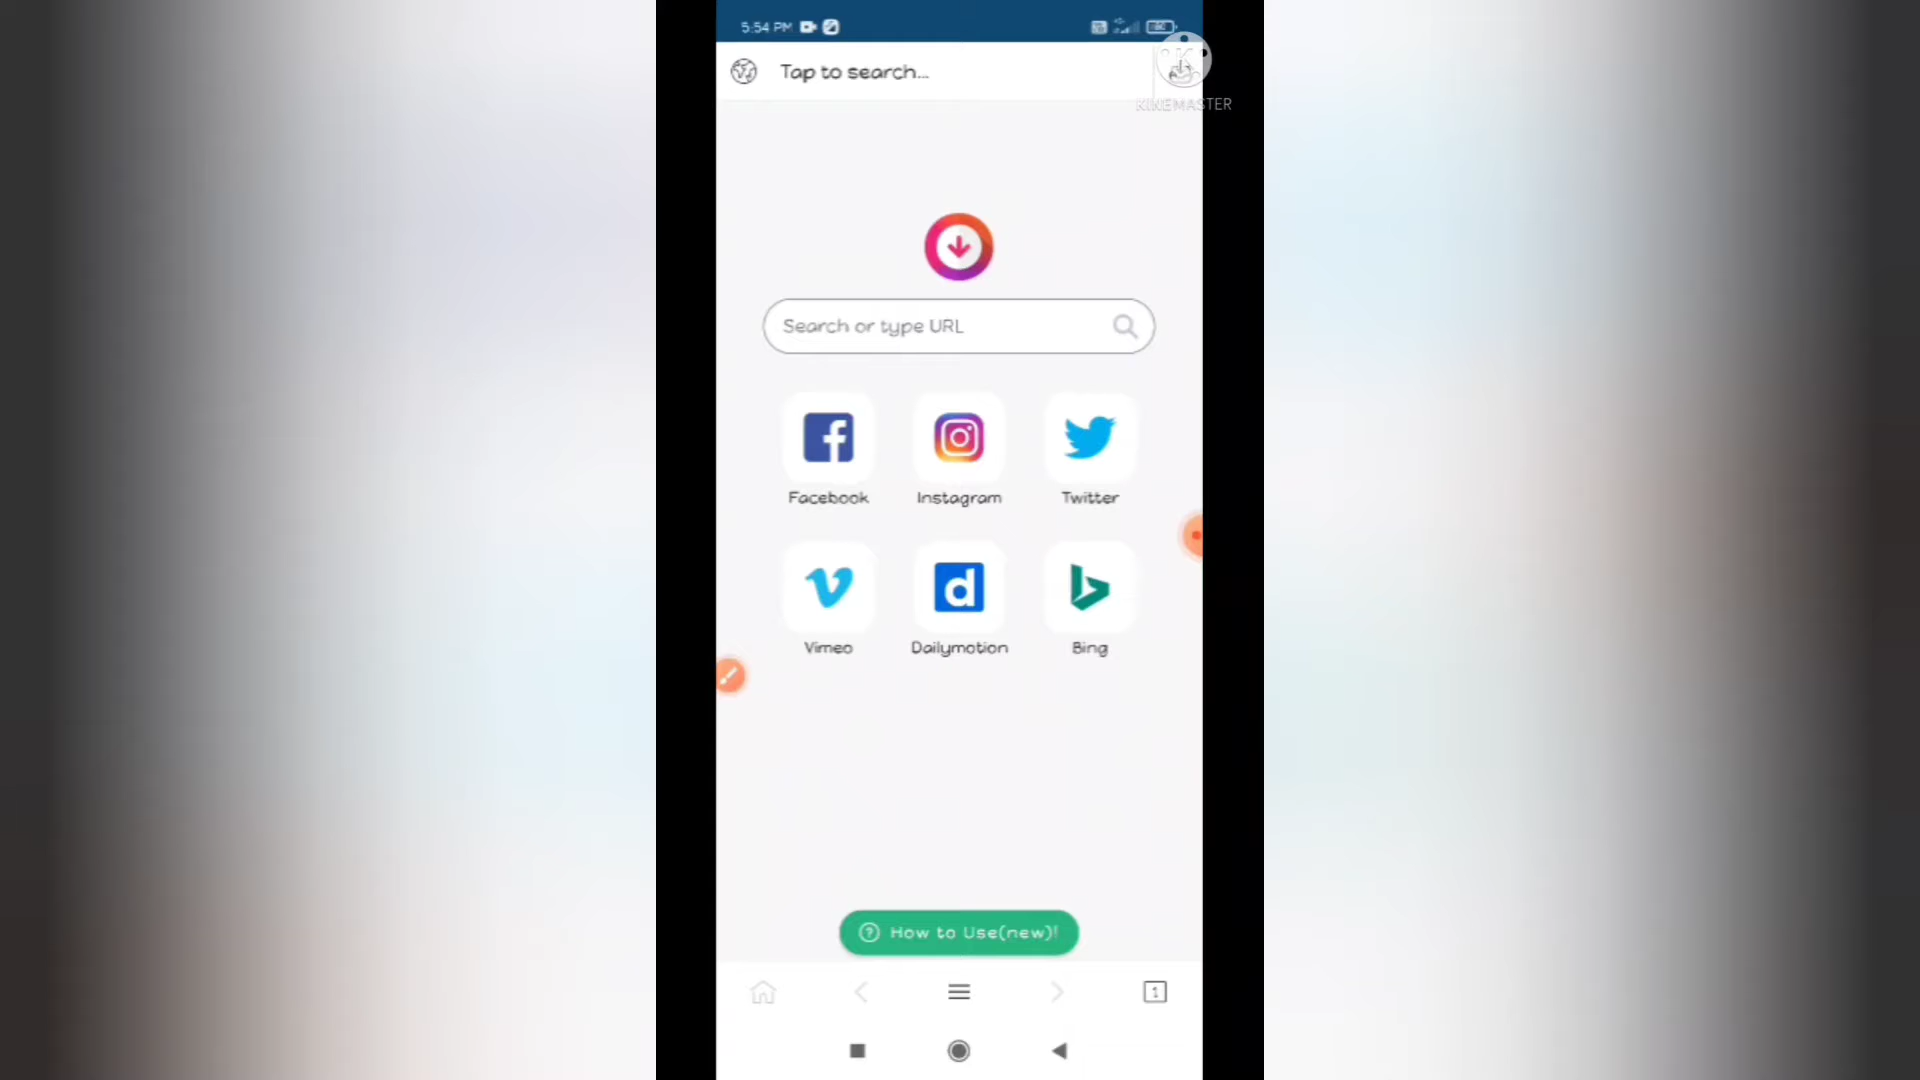 5:54 PM
Tap to search...
KINEMASTER
Search or type URL
Facebook Instagram Twitter
Vimeo Dailymotion Bing
How to Use(new)!
1